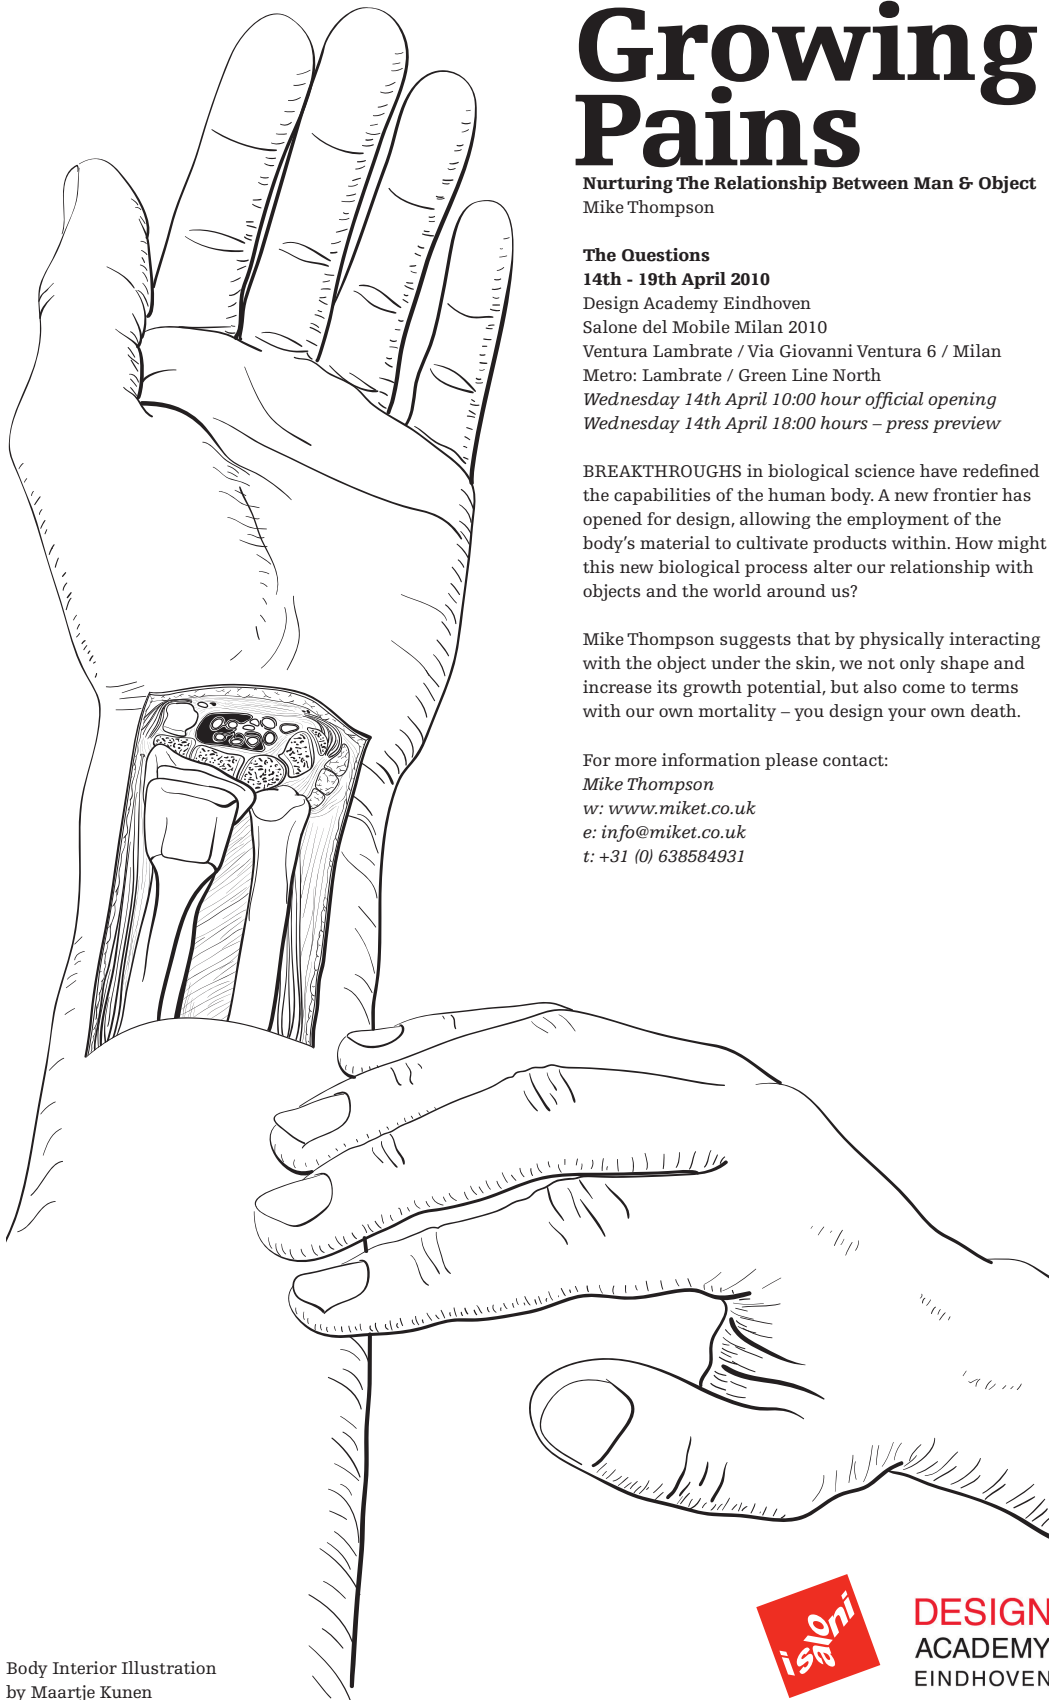 Growing
Pains
Nurturing The Relationship Between Man & Object
Mike Thompson
The Questions
14th - 19th April 2010
Design Academy Eindhoven
Salone del Mobile Milan 2010
Ventura Lambrate / Via Giovanni Ventura 6 / Milan
Metro: Lambrate / Green Line North
Wednesday 14th April 10:00 hour official opening
Wednesday 14th April 18:00 hours – press preview
BREAKTHROUGHS in biological science have redefined
the capabilities of the human body. A new frontier has
opened for design, allowing the employment of the
body’s material to cultivate products within. How might
this new biological process alter our relationship with
objects and the world around us?
Mike Thompson suggests that by physically interacting
with the object under the skin, we not only shape and
increase its growth potential, but also come to terms
with our own mortality – you design your own death.
For more information please contact:
Mike Thompson
w: www.miket.co.uk
e: info@miket.co.uk
t: +31 (0) 638584931
i saloni
DESIGN
ACADEMY
EINDHOVEN
Body Interior Illustration
by Maartje Kunen